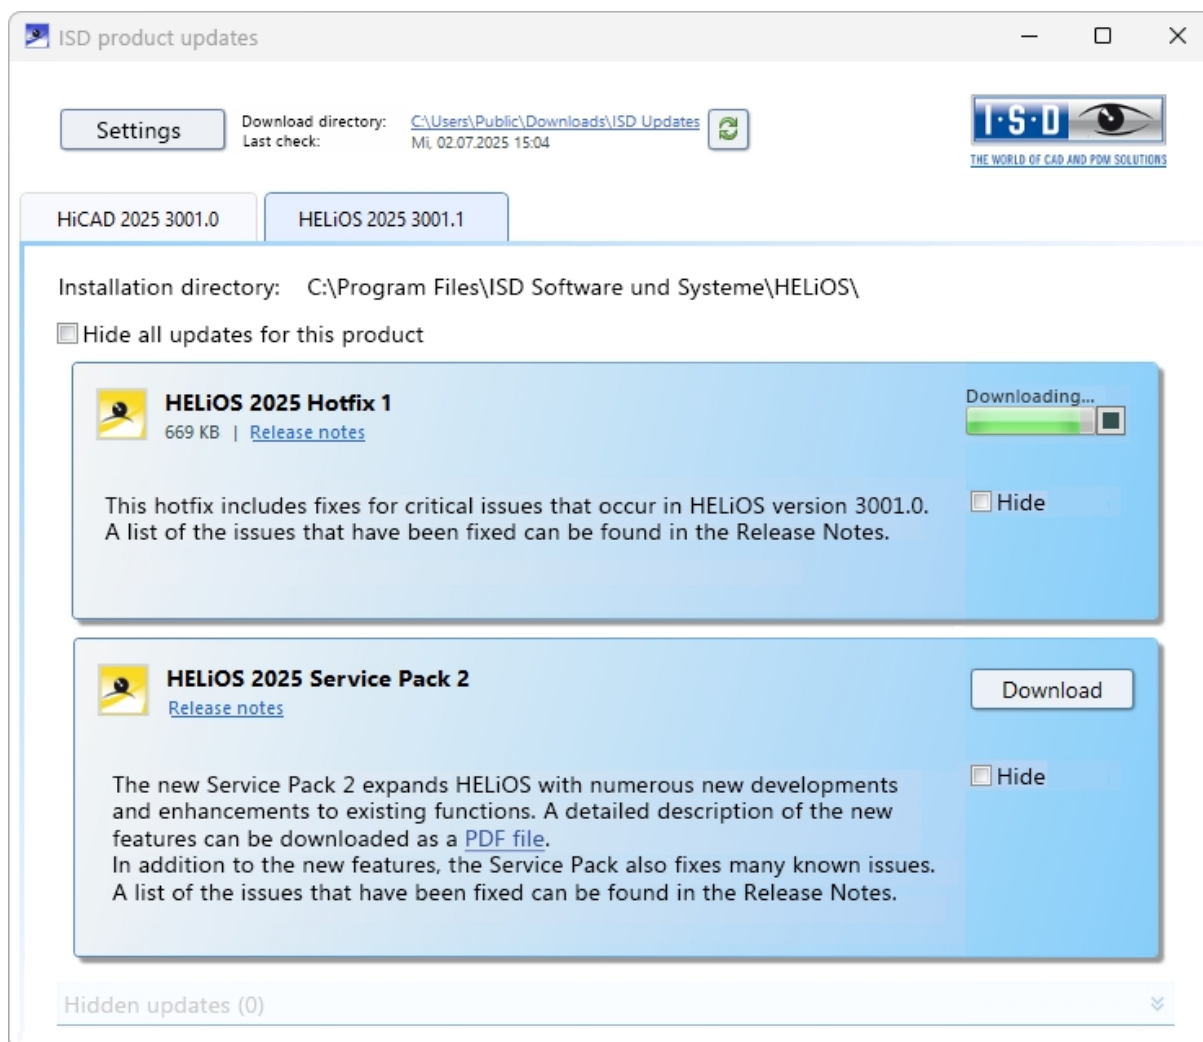 ISD product updates
Settings
Download directory: C:\Users\Public\Downloads\ISD Updates
Last check: Mi, 02.07.2025 15:04
I·S·D
THE WORLD OF CAD AND PDM SOLUTIONS
HiCAD 2025 3001.0
HELiOS 2025 3001.1
Installation directory: C:\Program Files\ISD Software und Systeme\HELiOS\
Hide all updates for this product
HELiOS 2025 Hotfix 1
669 KB | Release notes
Downloading...
This hotfix includes fixes for critical issues that occur in HELiOS version 3001.0.
A list of the issues that have been fixed can be found in the Release Notes.
Hide
HELiOS 2025 Service Pack 2
Release notes
Download
The new Service Pack 2 expands HELiOS with numerous new developments
and enhancements to existing functions. A detailed description of the new
features can be downloaded as a PDF file.
In addition to the new features, the Service Pack also fixes many known issues.
A list of the issues that have been fixed can be found in the Release Notes.
Hide
Hidden updates (0)